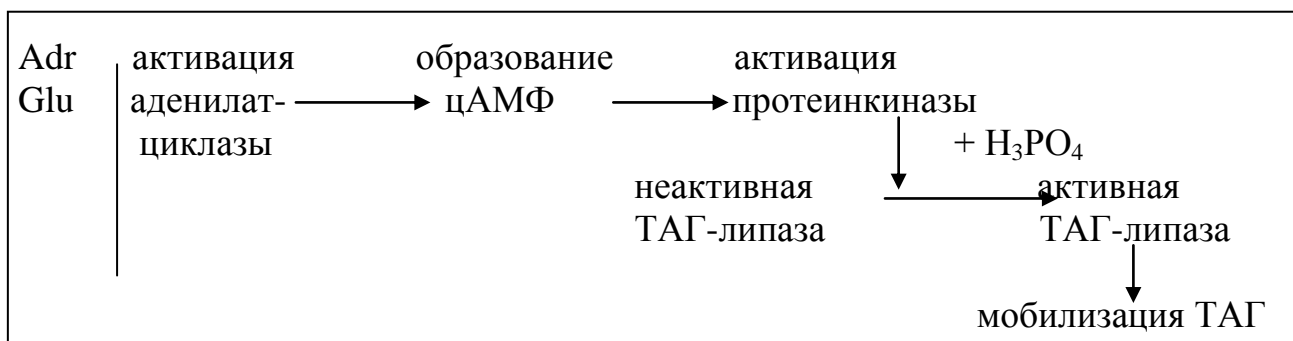 Adr активация образование активация
Glu аденилат- цАМФ протеинкиназы
циклазы + H₃PO₄
неактивная активная
ТАГ-липаза ТАГ-липаза
мобилизация ТАГ